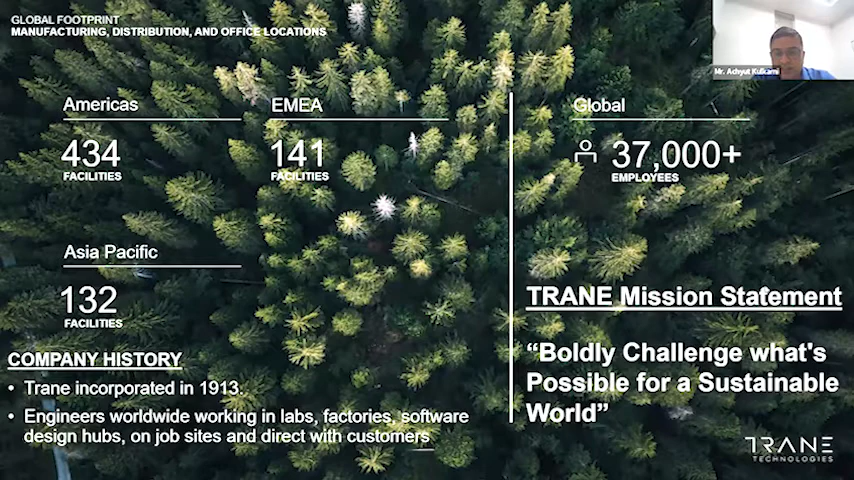 GLOBAL FOOTPRINT
MANUFACTURING, DISTRIBUTION, AND OFFICE LOCATIONS
Mr. Achyut Kulkarni
Americas
434
FACILITIES
EMEA
141
FACILITIES
Global
37,000+
EMPLOYEES
Asia Pacific
132
FACILITIES
COMPANY HISTORY
• Trane incorporated in 1913.
• Engineers worldwide working in labs, factories, software
design hubs, on job sites and direct with customers
TRANE Mission Statement
“Boldly Challenge what's
Possible for a Sustainable
World”
TRANE
TECHNOLOGIES